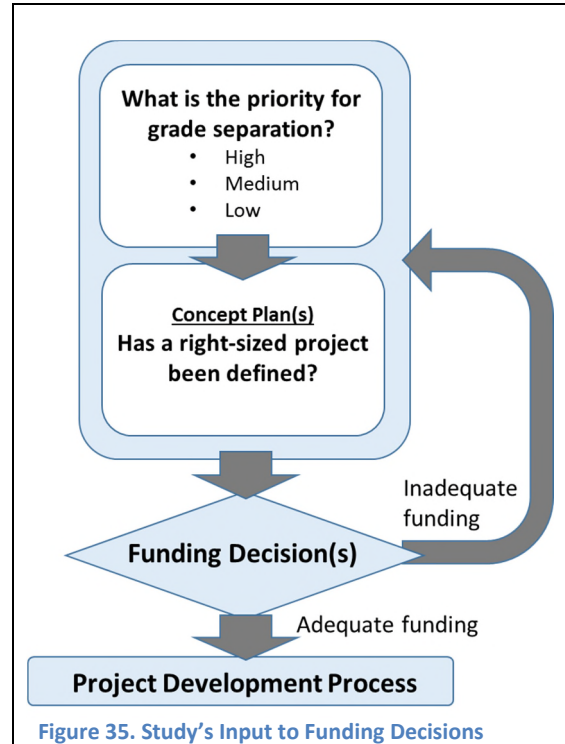 What is the priority for
grade separation?
• High
• Medium
• Low
Concept Plan(s)
Has a right-sized project
been defined?
Inadequate
funding
Funding Decision(s)
Adequate funding
Project Development Process
Figure 35. Study's Input to Funding Decisions